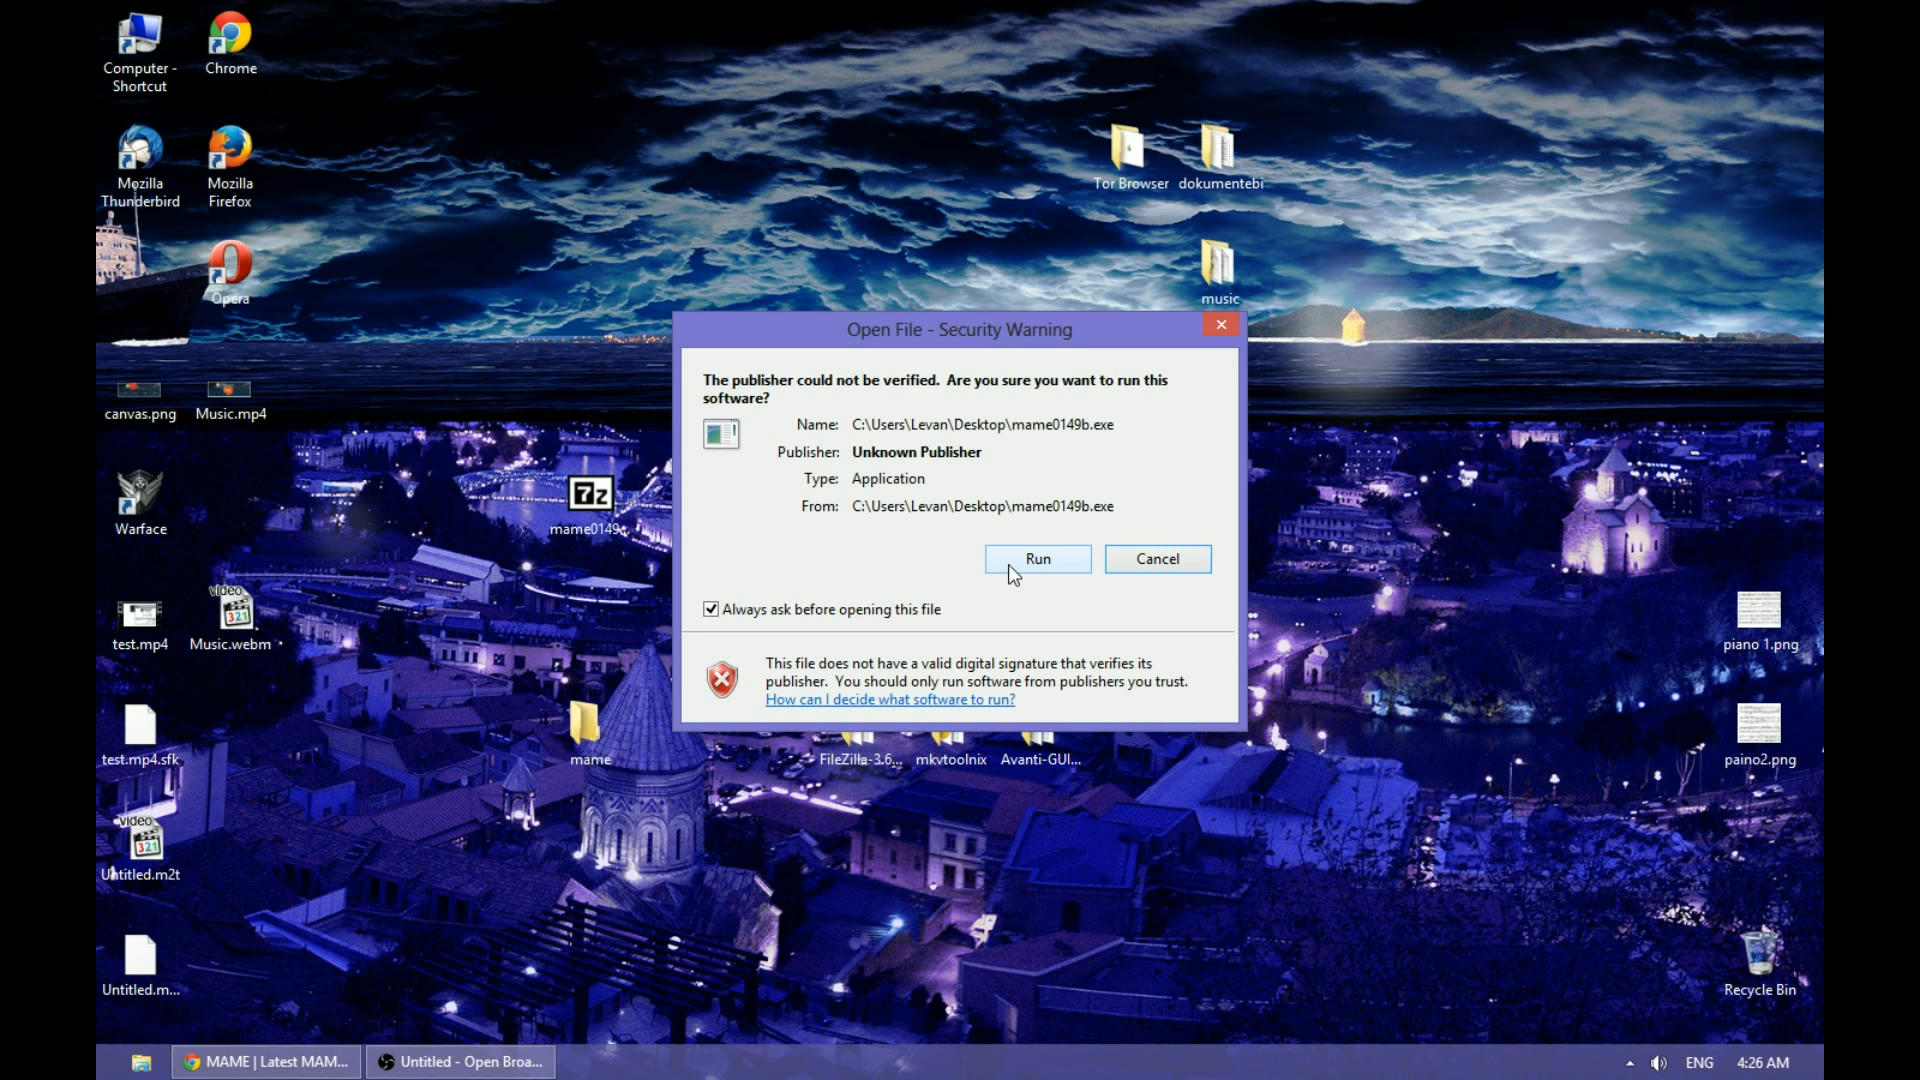 Computer -
Shortcut
Chrome
Mozilla
Thunderbird
Mozilla
Firefox
Tor Browser
dokumentebi
Opera
music
Open File - Security Warning
The publisher could not be verified.  Are you sure you want to run this
software?
Name: C:\Users\Levan\Desktop\mame0149b.exe
Publisher: Unknown Publisher
Type: Application
From: C:\Users\Levan\Desktop\mame0149b.exe
Run
Cancel
Always ask before opening this file
This file does not have a valid digital signature that verifies its
publisher.  You should only run software from publishers you trust.
How can I decide what software to run?
canvas.png
Music.mp4
Warface
7z
mame0149...
video
321
test.mp4
Music.webm
piano 1.png
test.mp4.sfk
mame
FileZilla-3.6...
mkvtoolnix
Avanti-GUI...
paino2.png
video
321
Untitled.m2t
Untitled.m...
Recycle Bin
MAME | Latest MAM...
Untitled - Open Broa...
ENG
4:26 AM